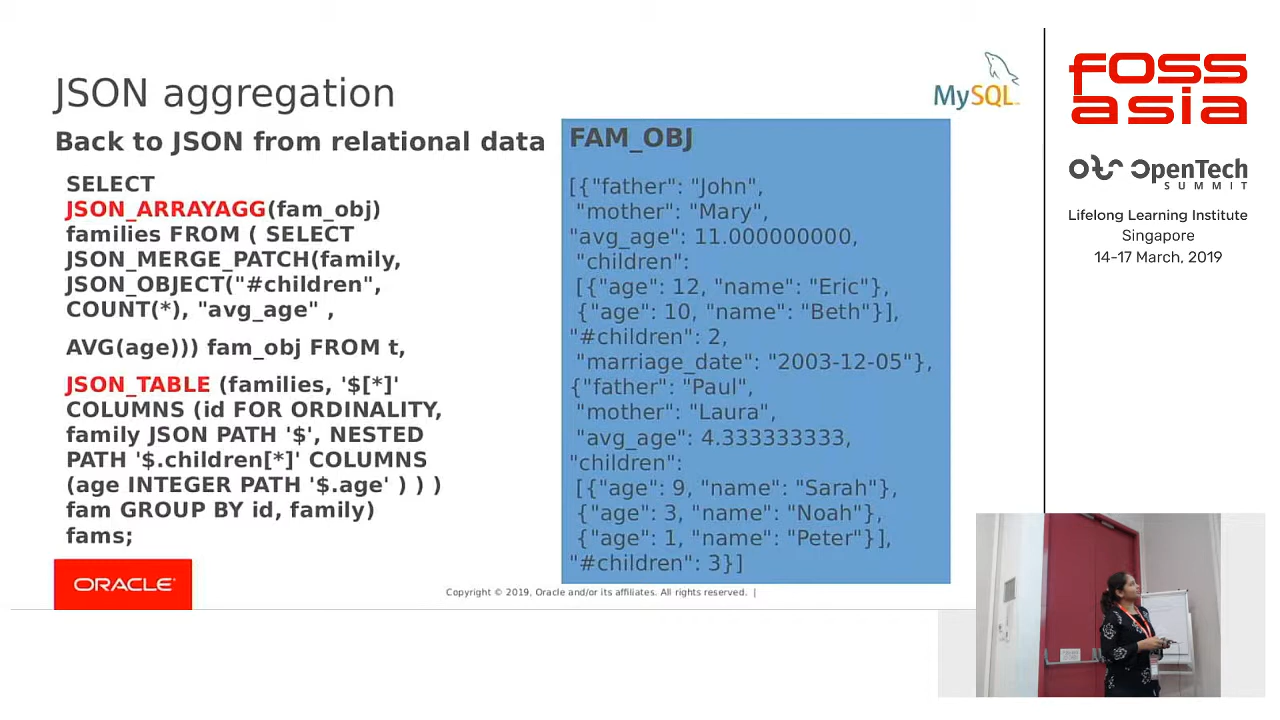 JSON aggregation
Back to JSON from relational data
SELECT
JSON_ARRAYAGG(fam_obj)
families FROM ( SELECT
JSON_MERGE_PATCH(family,
JSON_OBJECT("#children",
COUNT(*), "avg_age" ,
AVG(age))) fam_obj FROM t,
JSON_TABLE (families, '$[*]'
COLUMNS (id FOR ORDINALITY,
family JSON PATH '$', NESTED
PATH '$.children[*]' COLUMNS
(age INTEGER PATH '$.age' ) ) )
fam GROUP BY id, family)
fams;
MySQL
FAM_OBJ
[{"father": "John",
"mother": "Mary",
"avg_age": 11.000000000,
"children":
[{"age": 12, "name": "Eric"},
{"age": 10, "name": "Beth"}],
"#children": 2,
"marriage_date": "2003-12-05"},
{"father": "Paul",
"mother": "Laura",
"avg_age": 4.333333333,
"children":
[{"age": 9, "name": "Sarah"},
{"age": 3, "name": "Noah"},
{"age": 1, "name": "Peter"}],
"#children": 3}]
ORACLE
Copyright © 2019, Oracle and/or its affiliates. All rights reserved. |
FOSS
asia
OpenTech
SUMMIT
Lifelong Learning Institute
Singapore
14-17 March, 2019